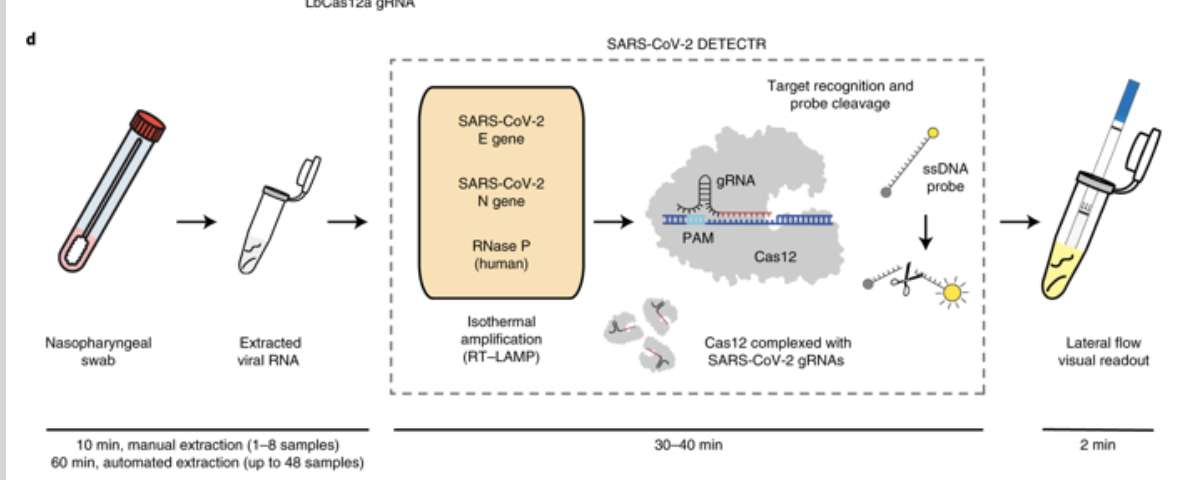 LbCas12a gRNA
d
SARS-CoV-2 DETECTR
SARS-CoV-2
E gene
SARS-CoV-2
N gene
RNase P
(human)
Isothermal
amplification
(RT–LAMP)
Target recognition and
probe cleavage
gRNA
PAM
Cas12
ssDNA
probe
Cas12 complexed with
SARS-CoV-2 gRNAs
Nasopharyngeal
swab
Extracted
viral RNA
Lateral flow
visual readout
10 min, manual extraction (1–8 samples)
60 min, automated extraction (up to 48 samples)
30–40 min
2 min